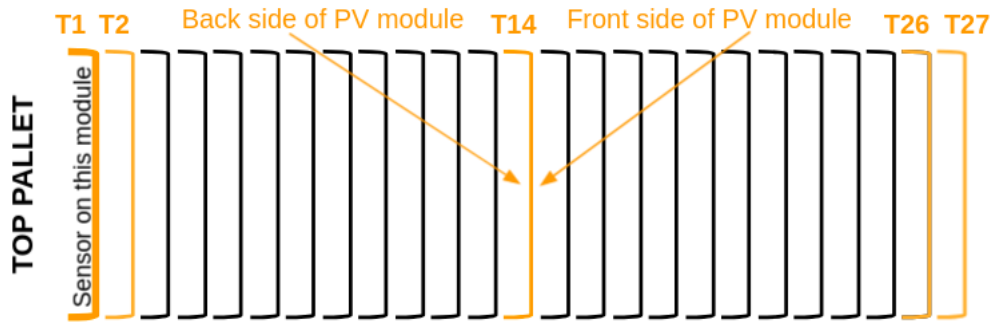 Back side of PV module
Front side of PV module
T1 T2 T14 T26 T27
Sensor on this module
TOP PALLET